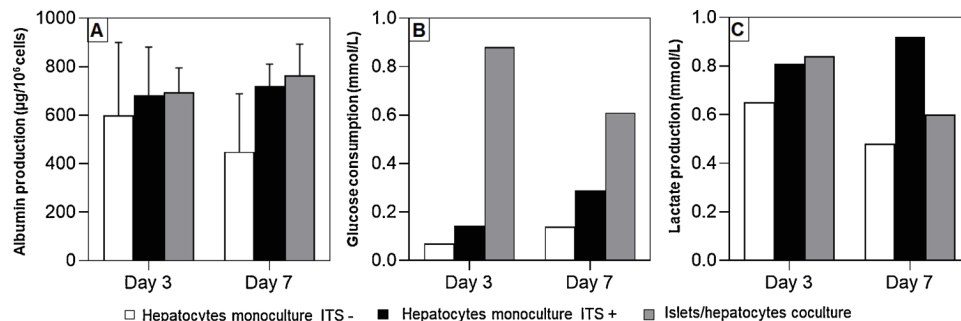 A
Albumin production (µg/10⁶ cells)
1000
800
600
400
200
0
Day 3 Day 7
B
Glucose consumption (mmol/L)
1.0
0.8
0.6
0.4
0.2
0.0
Day 3 Day 7
C
Lactate production (mmol/L)
1.0
0.8
0.6
0.4
0.2
0.0
Day 3 Day 7
Hepatocytes monoculture ITS - Hepatocytes monoculture ITS + Islets/hepatocytes coculture